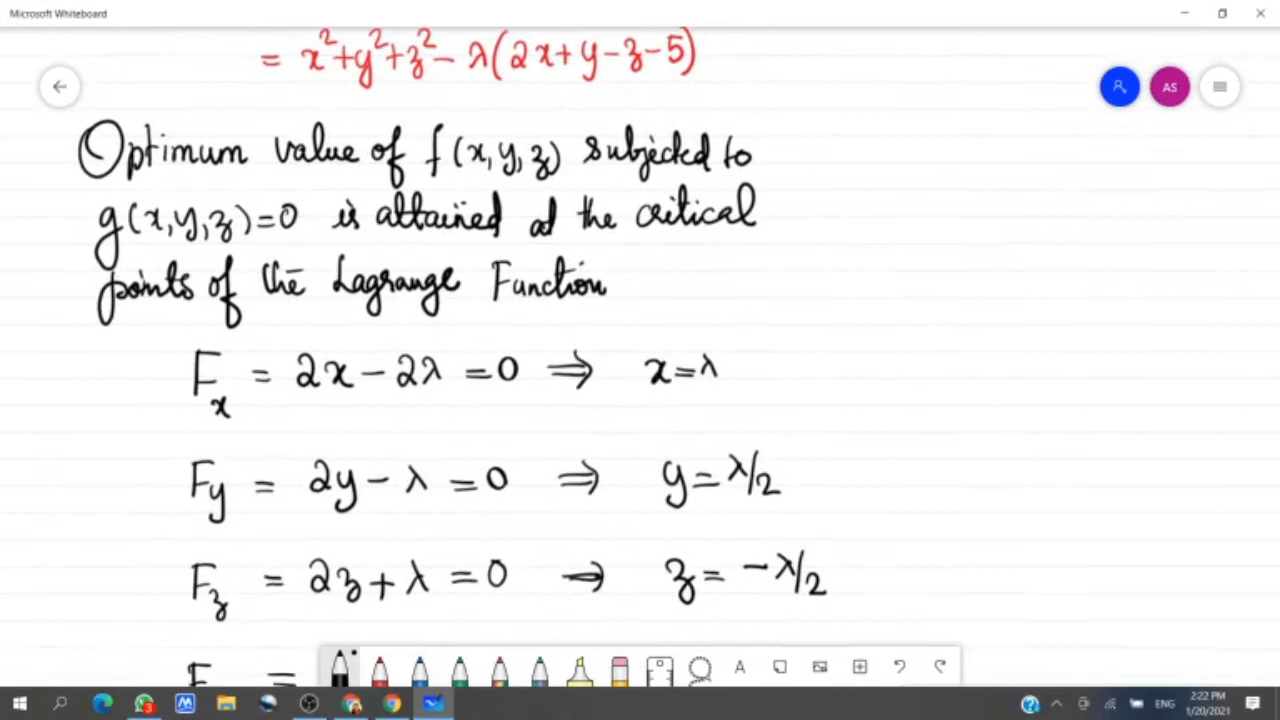 Microsoft Whiteboard
= x²+y²+z²- λ(2x+y-z-5)
AS
Optimum value of f(x,y,z) subjected to
g(x,y,z)=0 is attained at the critical
points of the Lagrange Function
Fx = 2x-2λ =0 ⇒ x=λ
Fy = 2y-λ =0 ⇒ y=λ/2
Fz = 2z+λ =0 → z= -λ/2
F =
A
3
ENG
2:22 PM
1/20/2021